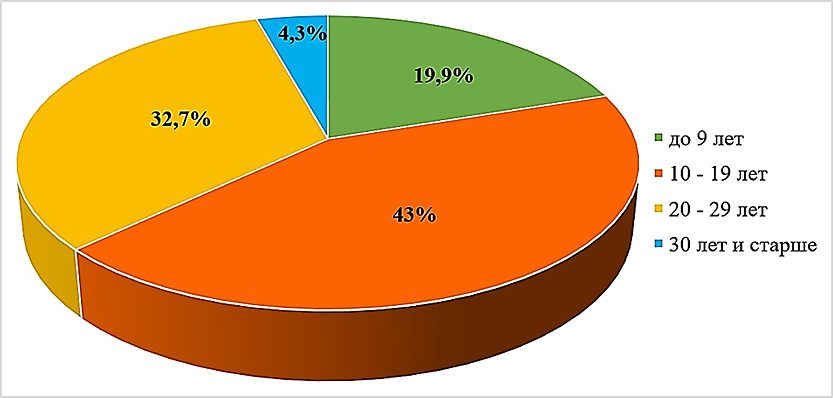 4,3%
19,9%
32,7%
43%
до 9 лет
10 - 19 лет
20 - 29 лет
30 лет и старше